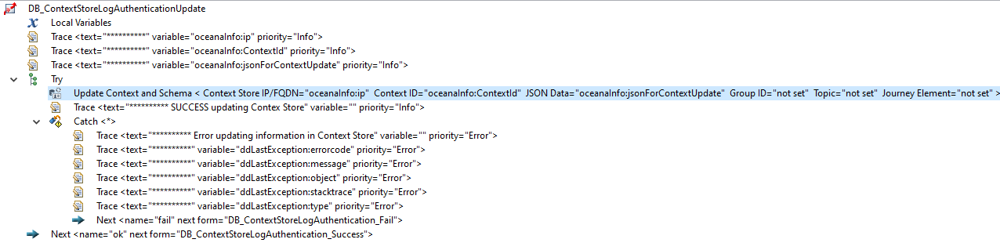 DB_ContextStoreLogAuthenticationUpdate
Local Variables
Trace <text="**********" variable="oceanaInfo:ip" priority="Info">
Trace <text="**********" variable="oceanaInfo:ContextId" priority="Info">
Trace <text="**********" variable="oceanaInfo:jsonForContextUpdate" priority="Info">
Try
Update Context and Schema < Context Store IP/FQDN="oceanaInfo:ip" Context ID="oceanaInfo:ContextId" JSON Data="oceanaInfo:jsonForContextUpdate" Group ID="not set" Topic="not set" Journey Element="not set" >
Trace <text="********** SUCCESS updating Contex Store" variable="" priority="Info">
Catch <*>
Trace <text="********** Error updating information in Context Store" variable="" priority="Error">
Trace <text="**********" variable="ddLastException:errorcode" priority="Error">
Trace <text="**********" variable="ddLastException:message" priority="Error">
Trace <text="**********" variable="ddLastException:object" priority="Error">
Trace <text="**********" variable="ddLastException:stacktrace" priority="Error">
Trace <text="**********" variable="ddLastException:type" priority="Error">
Next <name="fail" next form="DB_ContextStoreLogAuthentication_Fail">
Next <name="ok" next form="DB_ContextStoreLogAuthentication_Success">